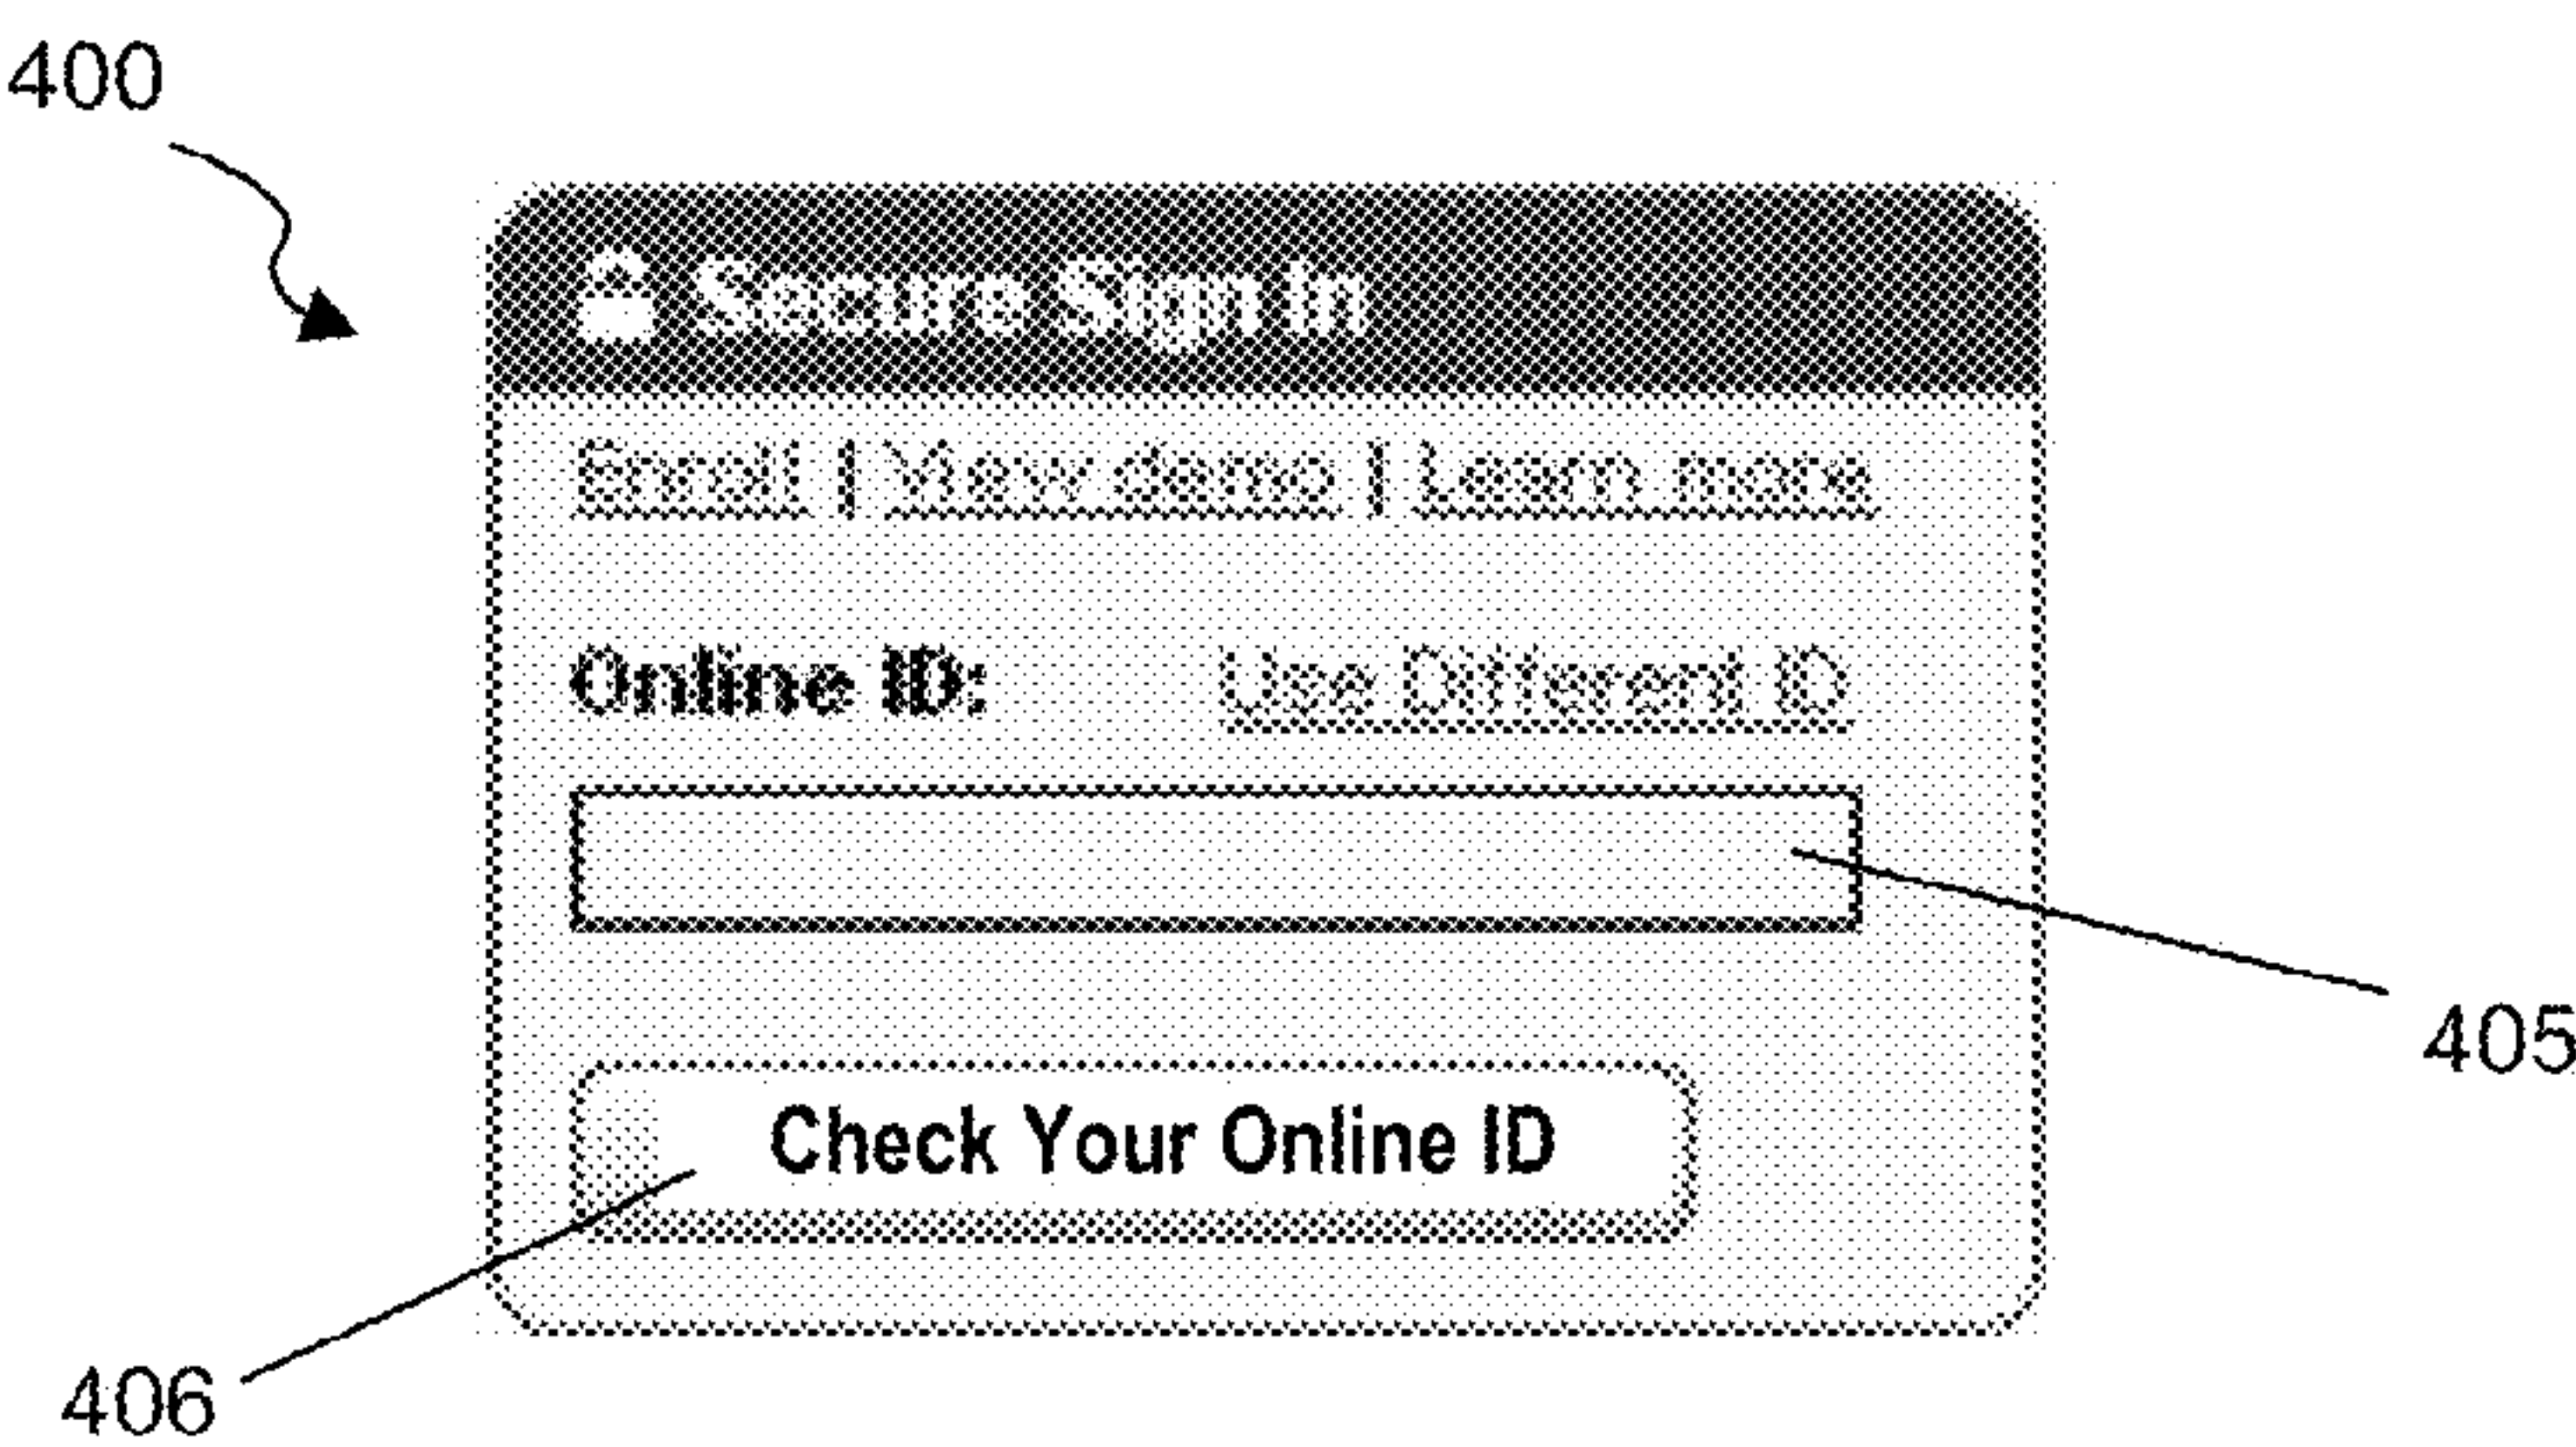 400
Secure Sign In
Enroll | View demo | Learn more
Online ID: Use Different ID
405
Check Your Online ID
406